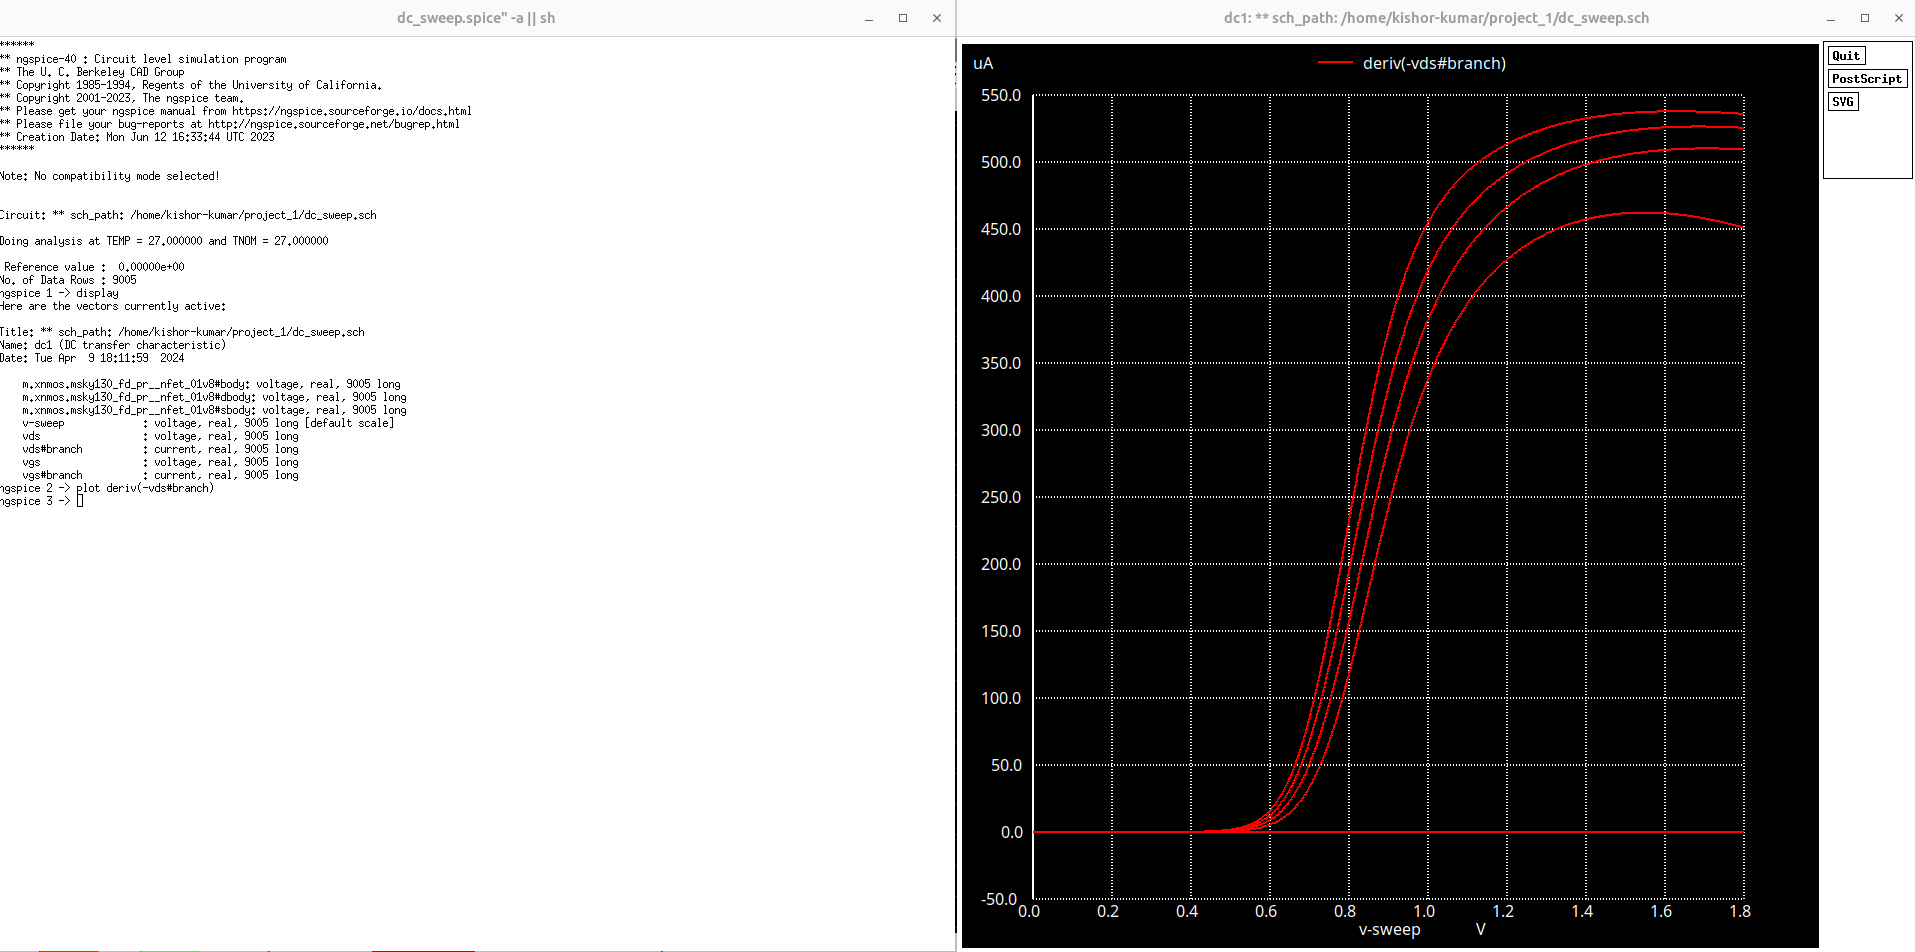 dc_sweep.spice" -a || sh
******
** ngspice-40 : Circuit level simulation program
** The U. C. Berkeley CAD Group
** Copyright 1985-1994, Regents of the University of California.
** Copyright 2001-2023, The ngspice team.
** Please get your ngspice manual from https://ngspice.sourceforge.io/docs.html
** Please file your bug-reports at http://ngspice.sourceforge.net/bugrep.html
** Creation Date: Mon Jun 12 16:33:44 UTC 2023
******
Note: No compatibility mode selected!
Circuit: ** sch_path: /home/kishor-kumar/project_1/dc_sweep.sch
Doing analysis at TEMP = 27.000000 and TNOM = 27.000000
Reference value :  0.00000e+00
No. of Data Rows : 9005
ngspice 1 -> display
Here are the vectors currently active:
Title: ** sch_path: /home/kishor-kumar/project_1/dc_sweep.sch
Name: dc1 (DC transfer characteristic)
Date: Tue Apr  9 18:11:59  2024
m.xnmos.msky130_fd_pr__nfet_01v8#body: voltage, real, 9005 long
m.xnmos.msky130_fd_pr__nfet_01v8#dbody: voltage, real, 9005 long
m.xnmos.msky130_fd_pr__nfet_01v8#sbody: voltage, real, 9005 long
v-sweep : voltage, real, 9005 long [default scale]
vds : voltage, real, 9005 long
vds#branch : current, real, 9005 long
vgs : voltage, real, 9005 long
vgs#branch : current, real, 9005 long
ngspice 2 -> plot deriv(-vds#branch)
ngspice 3 ->
dc1: ** sch_path: /home/kishor-kumar/project_1/dc_sweep.sch
uA
deriv(-vds#branch)
550.0
500.0
450.0
400.0
350.0
300.0
250.0
200.0
150.0
100.0
50.0
0.0
-50.0
0.0 0.2 0.4 0.6 0.8 1.0 1.2 1.4 1.6 1.8
v-sweep V
Quit
PostScript
SVG